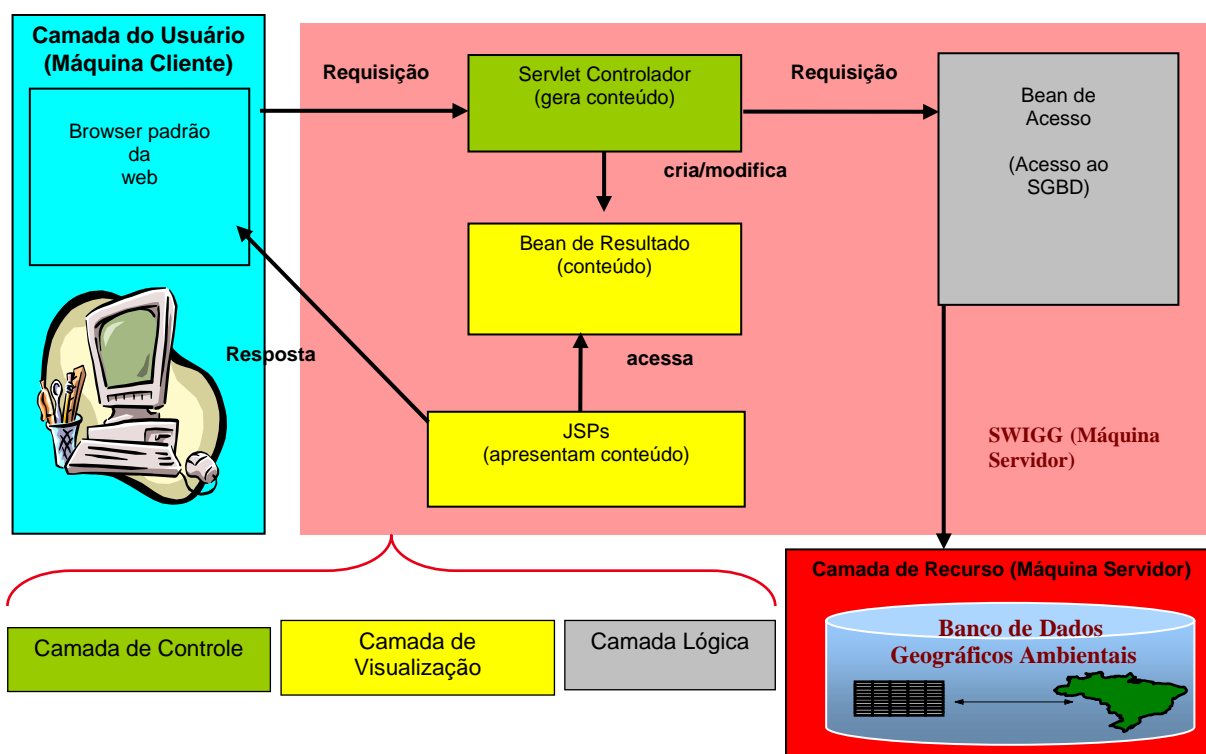 Camada do Usuário
(Máquina Cliente)
Browser padrão
da
web
Requisição
Servlet Controlador
(gera conteúdo)
Requisição
Bean de
Acesso
(Acesso ao
SGBD)
cria/modifica
Bean de Resultado
(conteúdo)
Resposta
acessa
JSPs
(apresentam conteúdo)
SWIGG (Máquina
Servidor)
Camada de Controle
Camada de
Visualização
Camada Lógica
Camada de Recurso (Máquina Servidor)
Banco de Dados
Geográficos Ambientais